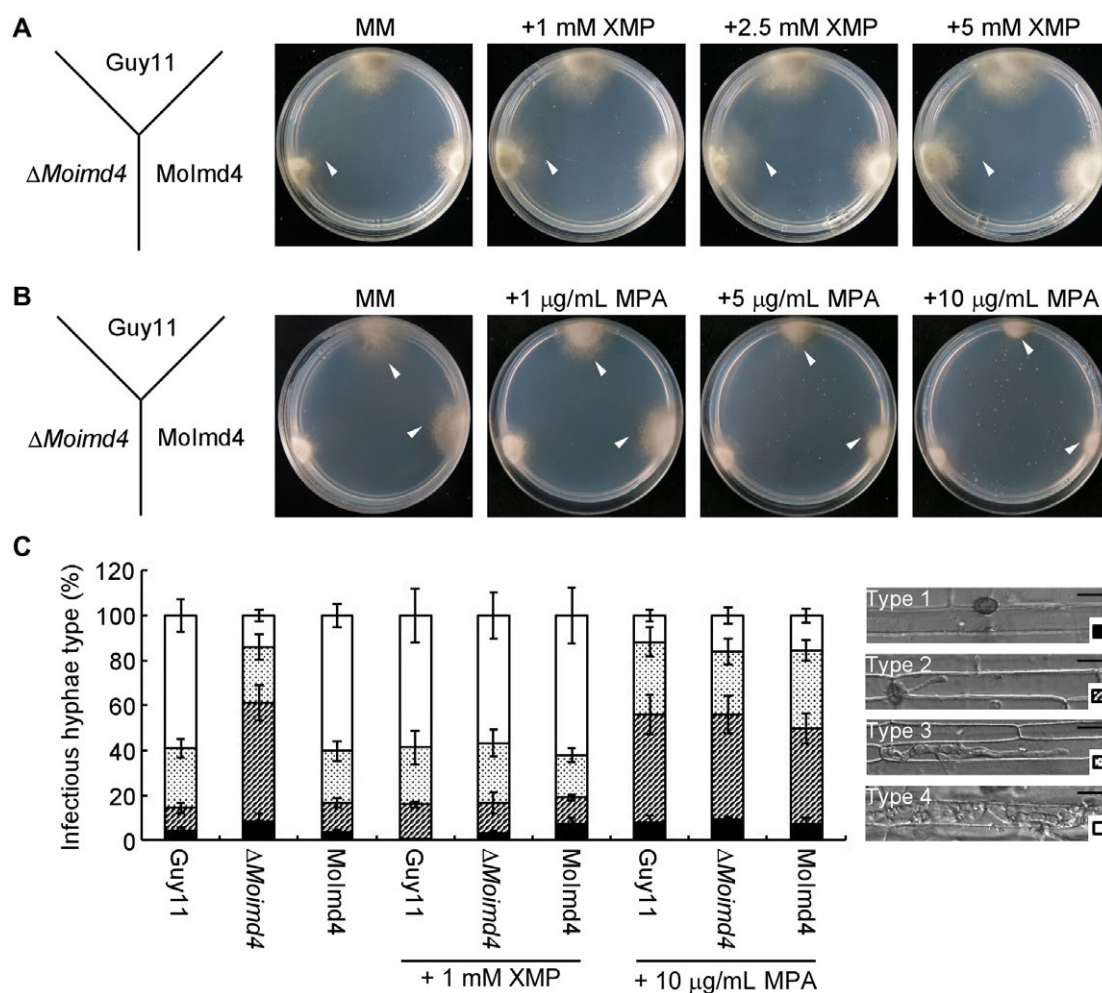 A
Guy11
ΔMoimd4 MoImd4
MM +1 mM XMP +2.5 mM XMP +5 mM XMP
B
Guy11
ΔMoimd4 MoImd4
MM +1 μg/mL MPA +5 μg/mL MPA +10 μg/mL MPA
C
Infectious hyphae type (%)
120
100
80
60
40
20
0
Guy11 ΔMoimd4 MoImd4 Guy11 ΔMoimd4 MoImd4 Guy11 ΔMoimd4 MoImd4
+ 1 mM XMP + 10 μg/mL MPA
Type 1
Type 2
Type 3
Type 4